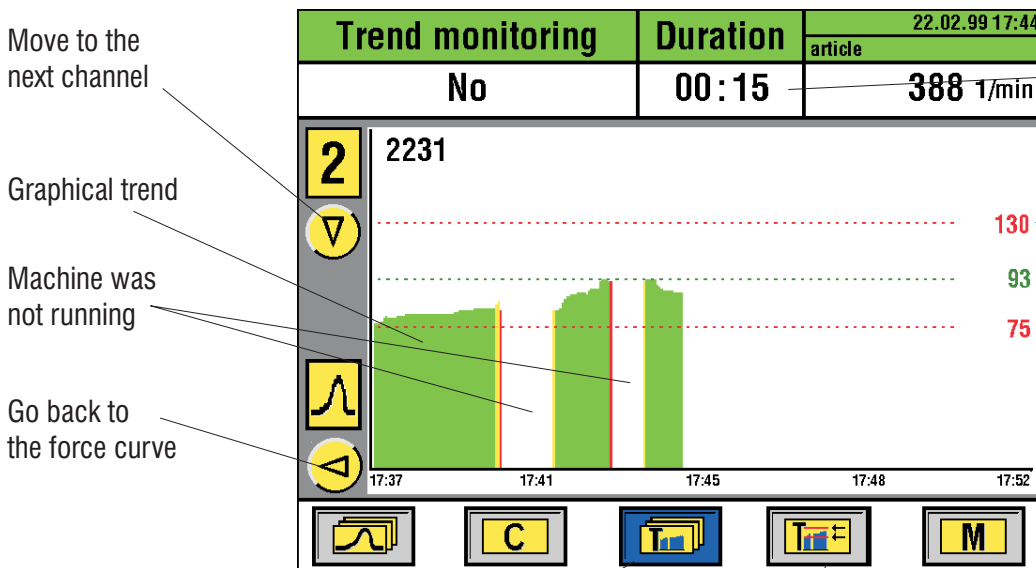 Move to the
next channel
Graphical trend
Machine was
not running
Go back to
the force curve
Trend monitoring
Duration
22.02.99 17:44
article
No
00:15
388 1/min
2
2231
130
93
75
17:37
17:41
17:45
17:48
17:52
C
T
T
M